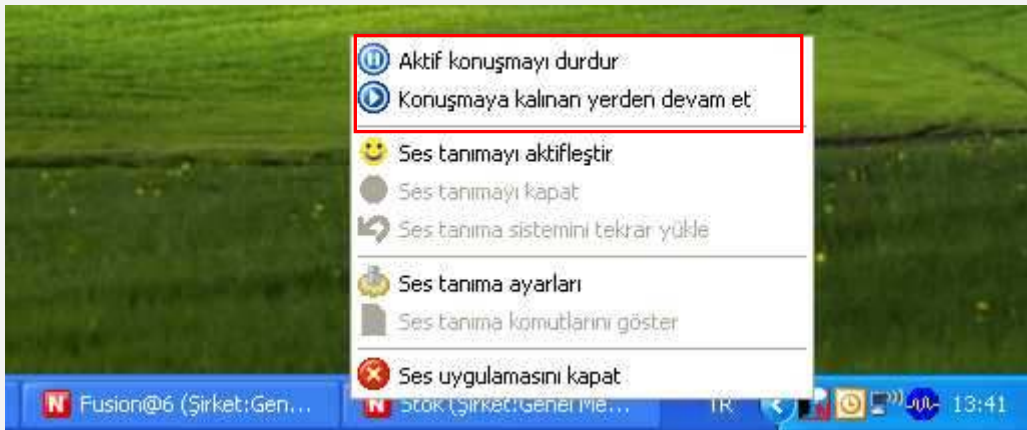 Aktif konuşmayı durdur
Konuşmaya kalınan yerden devam et
Ses tanımayı aktifleştir
Ses tanımayı kapat
Ses tanıma sistemini tekrar yükle
Ses tanıma ayarları
Ses tanıma komutlarını göster
Ses uygulamasını kapat
N Fusion@6 (Şirket:Gen... N Stok (Şirket:Genel Me... TR 13:41